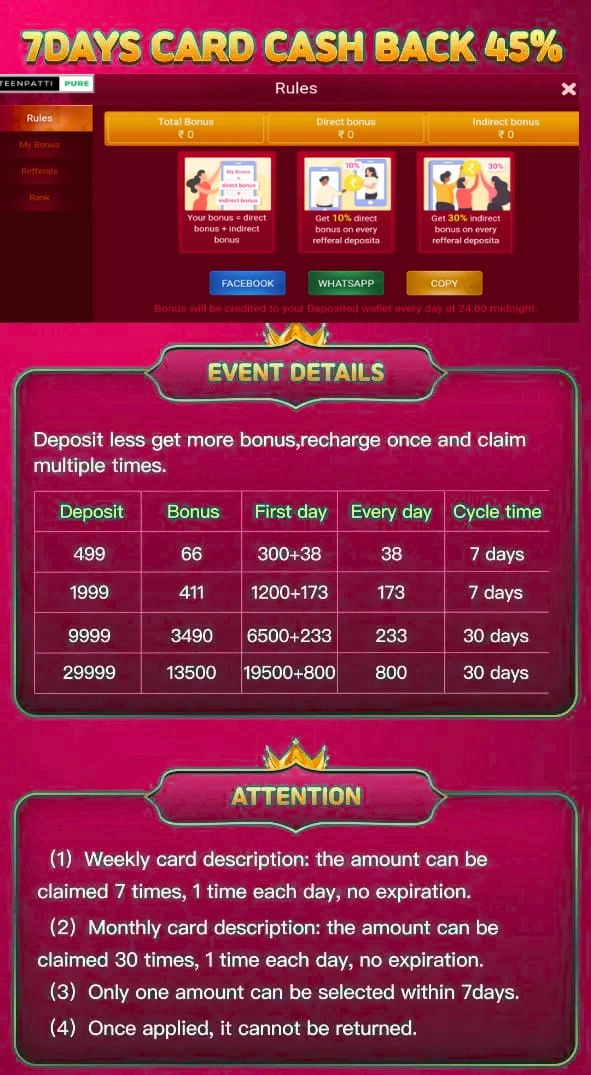 7DAYS CARD CASH BACK 45%
TEENPATTI PURE
Rules
Rules
My Bonus
Refferals
Rank
Total Bonus
₹ 0
Direct bonus
₹ 0
Indirect bonus
₹ 0
My Bonus
=
direct bonus
+
indirect bonus
Your bonus = direct
bonus + indirect
bonus
10%
Get 10% direct
bonus on every
refferal deposita
30%
Get 30% indirect
bonus on every
refferal deposita
FACEBOOK
WHATSAPP
COPY
Bonus will be credited to your Deposited wallet every day at 24:00 midnight.
EVENT DETAILS
Deposit less get more bonus,recharge once and claim
multiple times.
Deposit Bonus First day Every day Cycle time
499 66 300+38 38 7 days
1999 411 1200+173 173 7 days
9999 3490 6500+233 233 30 days
29999 13500 19500+800 800 30 days
ATTENTION
(1) Weekly card description: the amount can be
claimed 7 times, 1 time each day, no expiration.
(2) Monthly card description: the amount can be
claimed 30 times, 1 time each day, no expiration.
(3) Only one amount can be selected within 7days.
(4) Once applied, it cannot be returned.